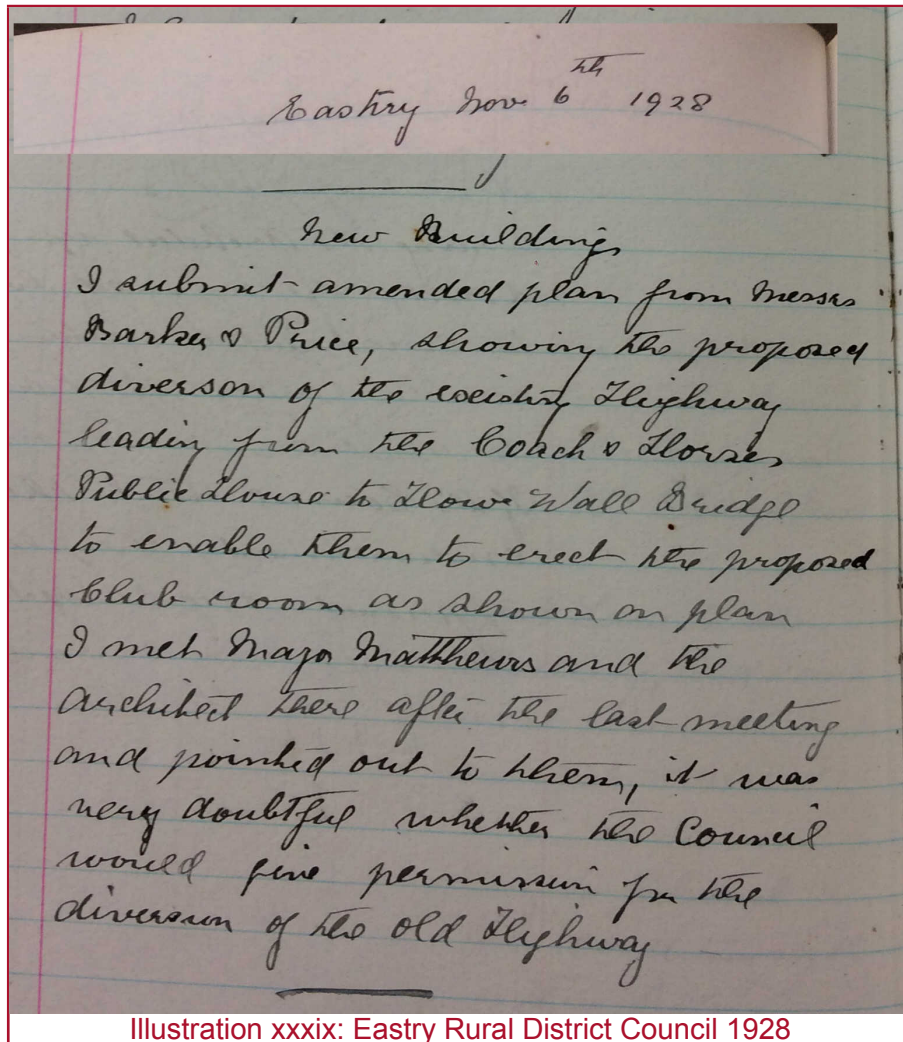 Eastry Nov 6th 1928
New Buildings
I submit amended plan from Messrs
Barker & Price, showing the proposed
diverson of the existing Highway
leading from the Coach & Horses
Public House to Howe Wall Bridge
to enable them to erect the proposed
Club room as shown on plan
I met Major Matthews and the
architect there after the last meeting
and pointed out to them, it was
very doubtful whether the Council
would give permission for the
diversion of the old Highway
Illustration xxxix: Eastry Rural District Council 1928